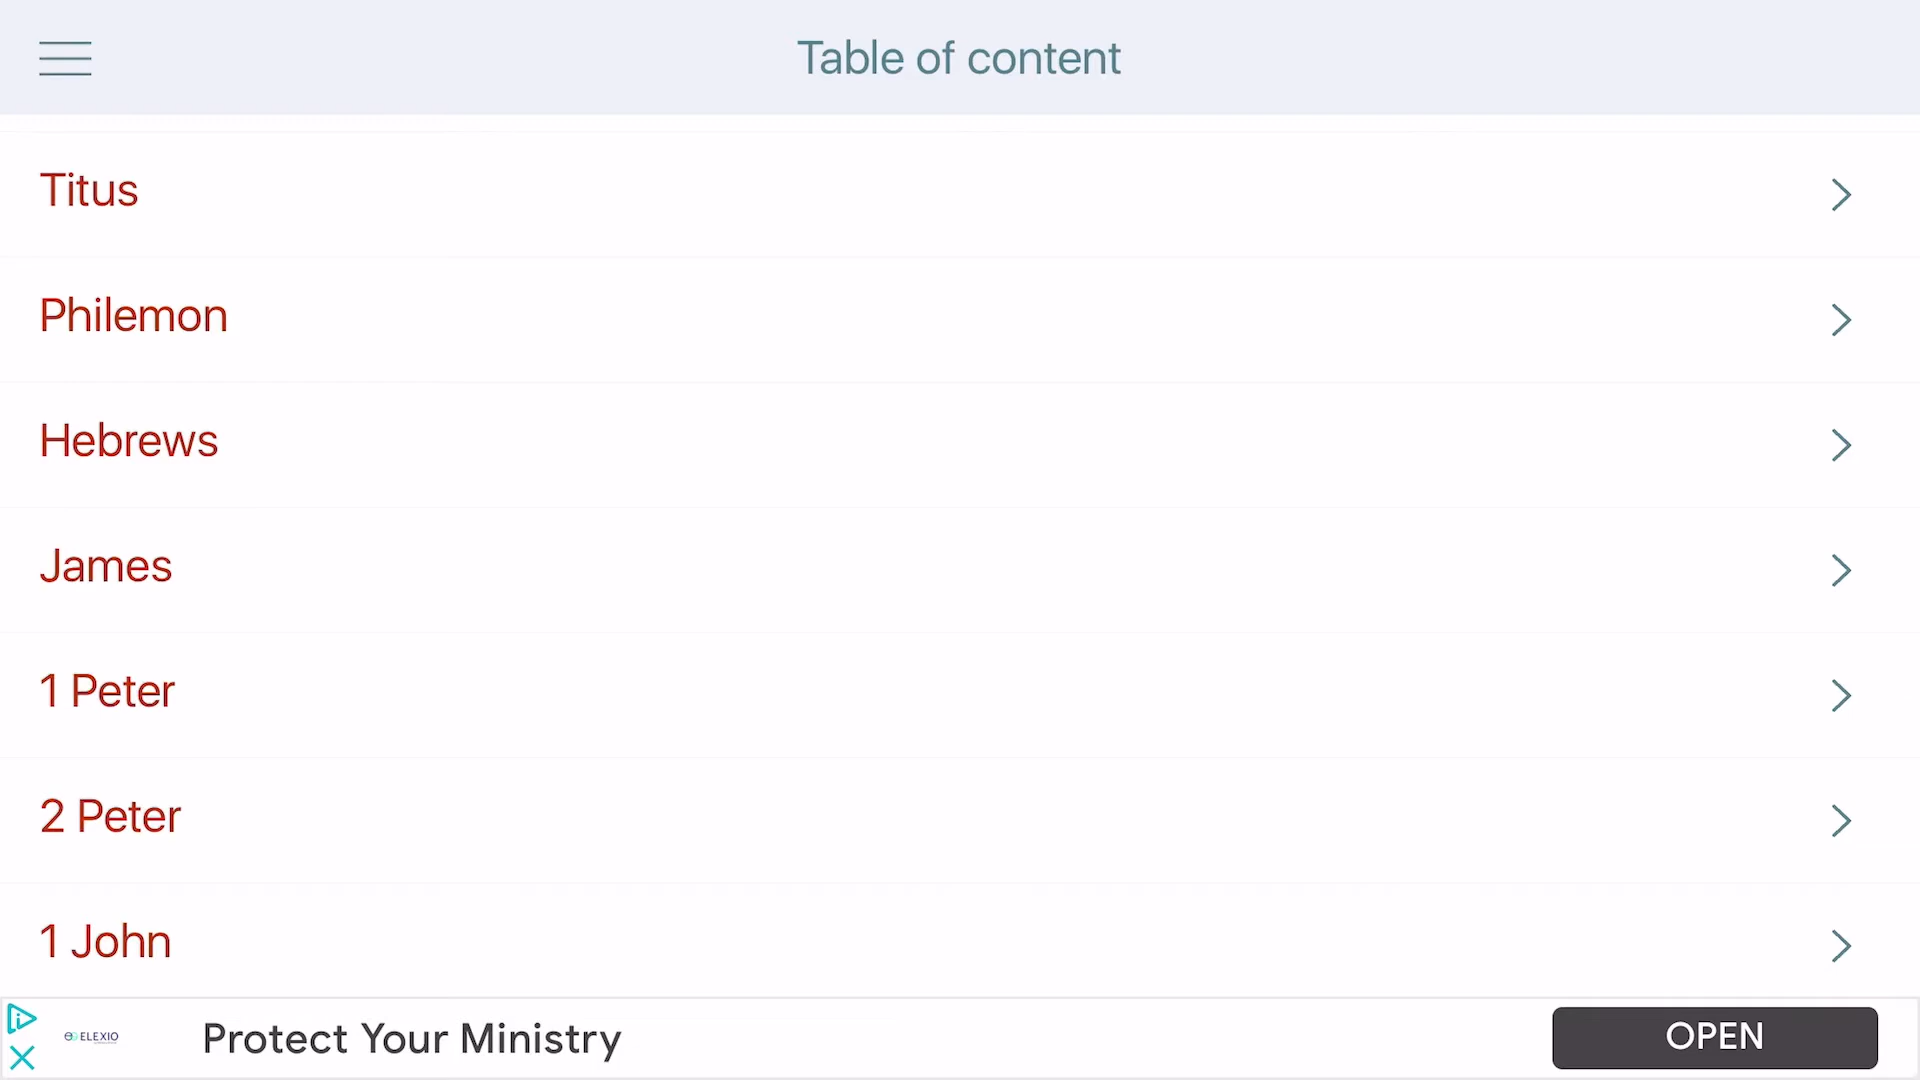 Table of content
Titus
Philemon
Hebrews
James
1 Peter
2 Peter
1 John
ELEXIO
Protect Your Ministry
OPEN